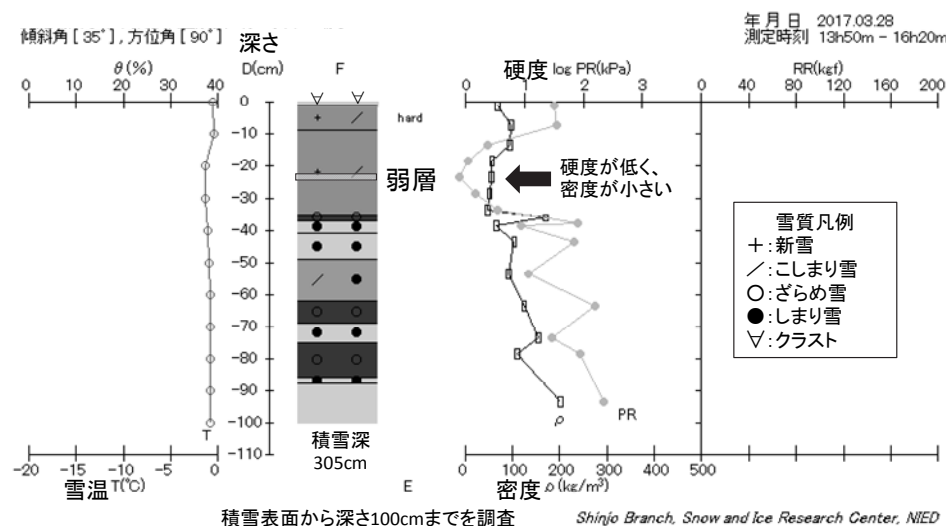 年月日 2017.03.28
測定時刻 13h50m - 16h20m
傾斜角 [ 35° ] , 方位角 [ 90° ]
深さ
θ(%)
D(cm)
F
硬度 log PR(kPa)
RR(kgf)
0 10 20 30 40
0 1 2 3 4 5
0 40 80 120 160 200
0
-10
-20
-30
-40
-50
-60
-70
-80
-90
-100
-110
hard
弱層
硬度が低く、
密度が小さい
雪質凡例
+:新雪
/:こしまり雪
○:ざらめ雪
●:しまり雪
∀:クラスト
T
PR
ρ
積雪深
305cm
-20 -15 -10 -5 0
0 100 200 300 400 500
雪温 T(℃)
E
密度 ρ(kg/m³)
積雪表面から深さ100cmまでを調査
Shinjo Branch, Snow and Ice Research Center, NIED